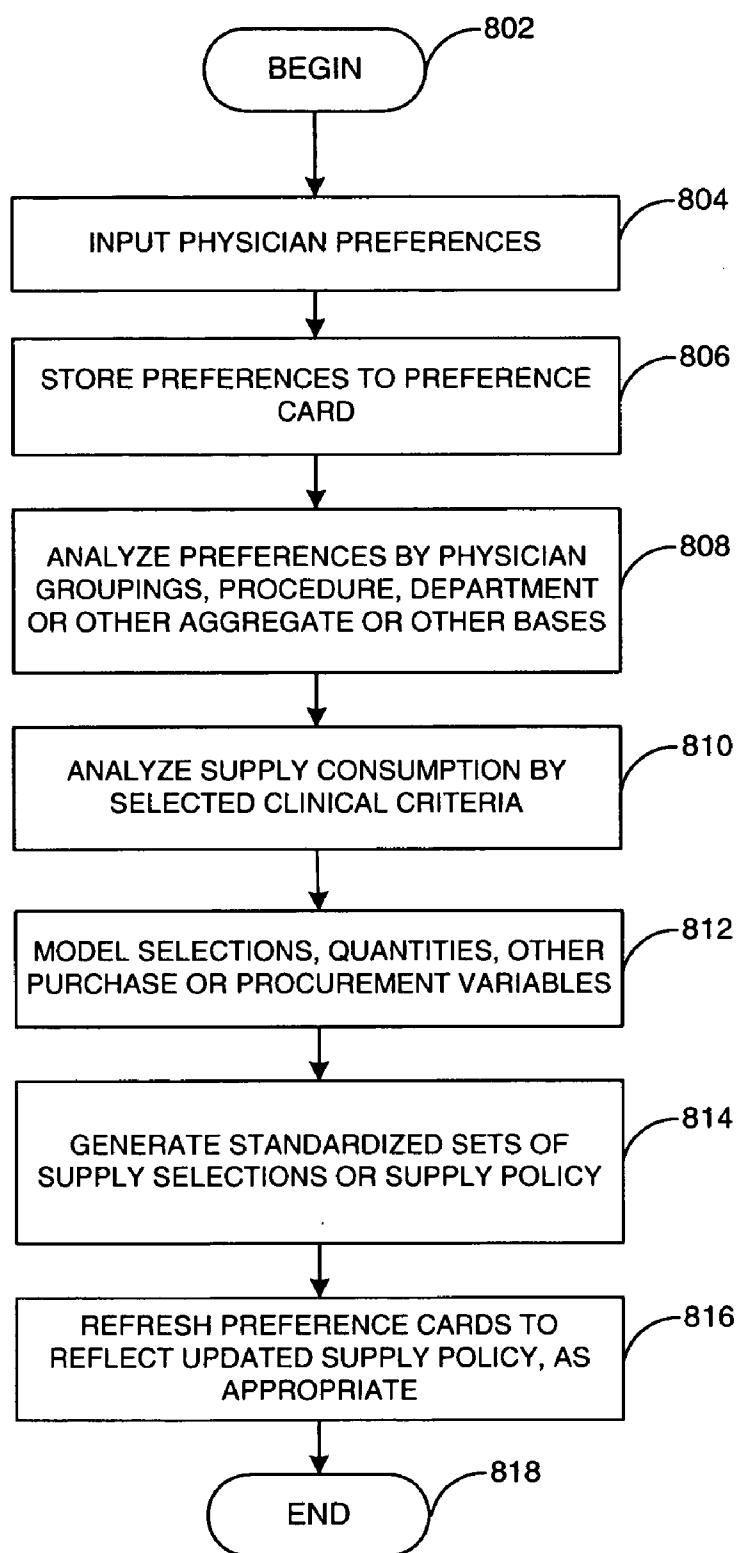 BEGIN
802
INPUT PHYSICIAN PREFERENCES
804
STORE PREFERENCES TO PREFERENCE
CARD
806
ANALYZE PREFERENCES BY PHYSICIAN
GROUPINGS, PROCEDURE, DEPARTMENT
OR OTHER AGGREGATE OR OTHER BASES
808
ANALYZE SUPPLY CONSUMPTION BY
SELECTED CLINICAL CRITERIA
810
MODEL SELECTIONS, QUANTITIES, OTHER
PURCHASE OR PROCUREMENT VARIABLES
812
GENERATE STANDARDIZED SETS OF
SUPPLY SELECTIONS OR SUPPLY POLICY
814
REFRESH PREFERENCE CARDS TO
REFLECT UPDATED SUPPLY POLICY, AS
APPROPRIATE
816
END
818